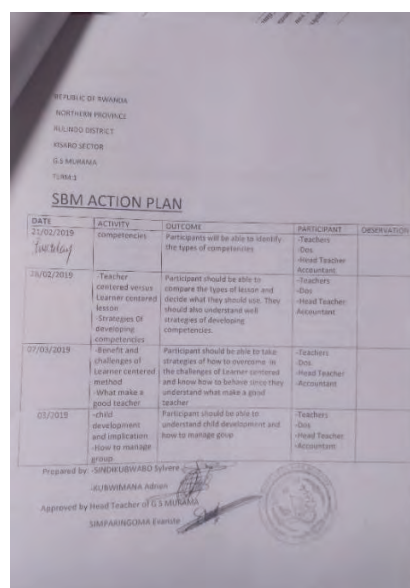 REPUBLIC OF RWANDA
NORTHERN PROVINCE
RULINDO DISTRICT
KISARO SECTOR
G.S MURAMA
TERM:1
SBM ACTION PLAN
DATE ACTIVITY OUTCOME PARTICIPANT OBSERVATION
21/02/2019 competencies Participants will be able to identify -Teachers
the types of competencies -Dos.
-Head Teacher
Accountant
28/02/2019 -Teacher Participant should be able to -Teachers
centered versus compare the types of lesson and -Dos
Learner centered decide what they should use. They -Head Teacher
lesson should also understand well Accountant
-Strategies Of strategies of developing
developing competencies.
competencies
07/03/2019 -Benefit and Participant should be able to take -Teachers
challenges of strategies of how to overcome in -Dos.
Learner centered the challenges of Learner centered -Head Teacher
method and know how to behave since they -Accountant
-What make a understand what make a good
good teacher teacher
03/2019 -child Participant should be able to -Teachers
development understand child development and -Dos
and implication how to manage goup -Head Teacher
-How to manage -Accountant
group
Prepared by: -SINDIKUBWABO Sylvere
-KUBWIMANA Adrien
Approved by Head Teacher of G S MURAMA
SIMPARINGOMA Evariste